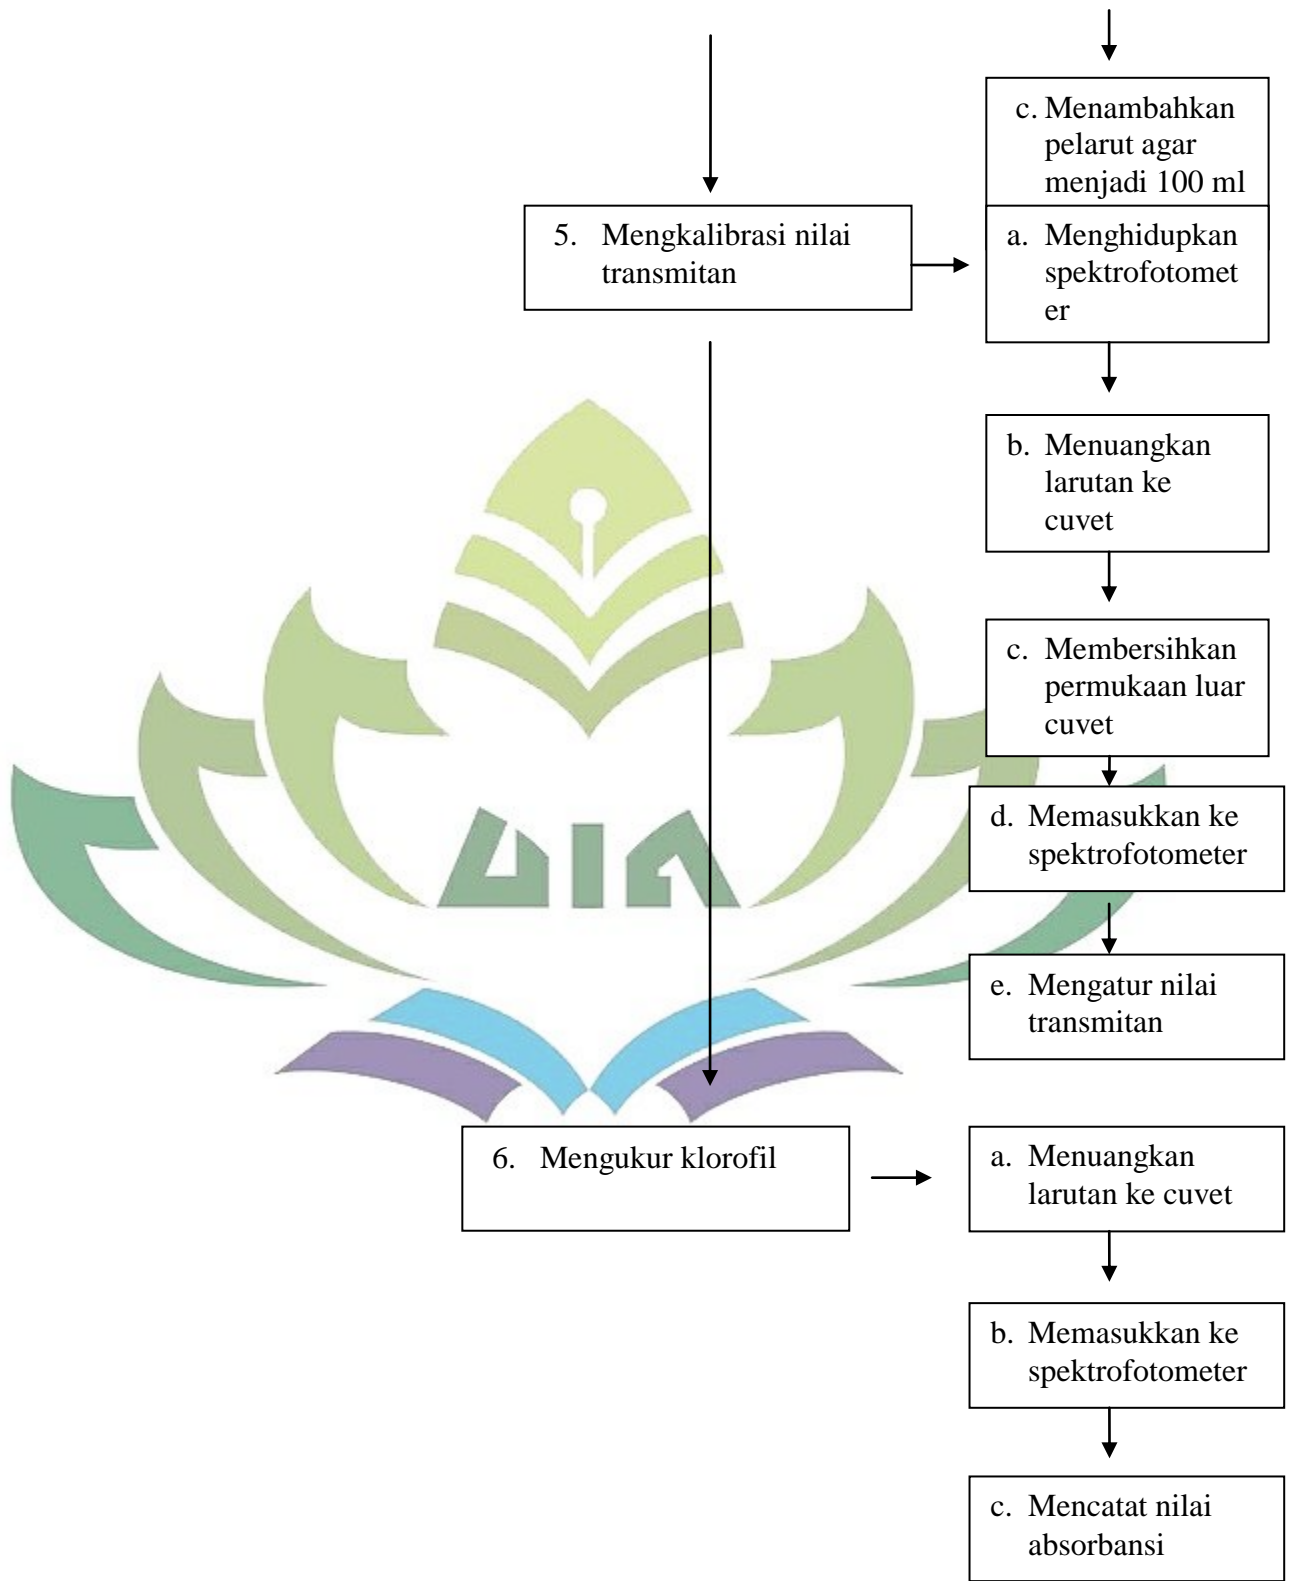 c. Menambahkan
pelarut agar
menjadi 100 ml
5. Mengkalibrasi nilai
transmitan
a. Menghidupkan
spektrofotomet
er
b. Menuangkan
larutan ke
cuvet
c. Membersihkan
permukaan luar
cuvet
UIN
d. Memasukkan ke
spektrofotometer
e. Mengatur nilai
transmitan
6. Mengukur klorofil
a. Menuangkan
larutan ke cuvet
b. Memasukkan ke
spektrofotometer
c. Mencatat nilai
absorbansi